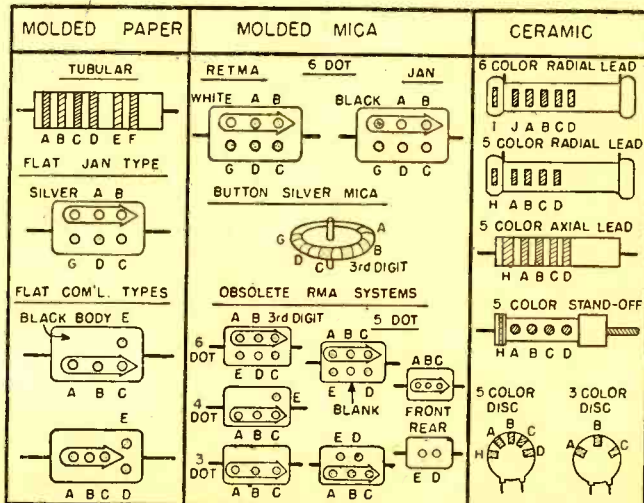 MOLDED PAPER
TUBULAR
A B C D E F
FLAT JAN TYPE
SILVER A B
G D C
FLAT COM'L. TYPES
BLACK BODY E
A B C
E
A B C D
MOLDED MICA
RETMA 6 DOT JAN
WHITE A B BLACK A B
G D C G D C
BUTTON SILVER MICA
A
G B
D C 3rd DIGIT
OBSOLETE RMA SYSTEMS
A B 3rd DIGIT 5 DOT
6 DOT
E D C
A B C
E D
BLANK
4 DOT
E
A B C
A B C
FRONT
REAR
E D
3 DOT
A B C
E D
A B C
CERAMIC
6 COLOR RADIAL LEAD
I J A B C D
5 COLOR RADIAL LEAD
H A B C D
5 COLOR AXIAL LEAD
H A B C D
5 COLOR STAND-OFF
H A B C D
5 COLOR DISC
H A B C D
3 COLOR DISC
A B C